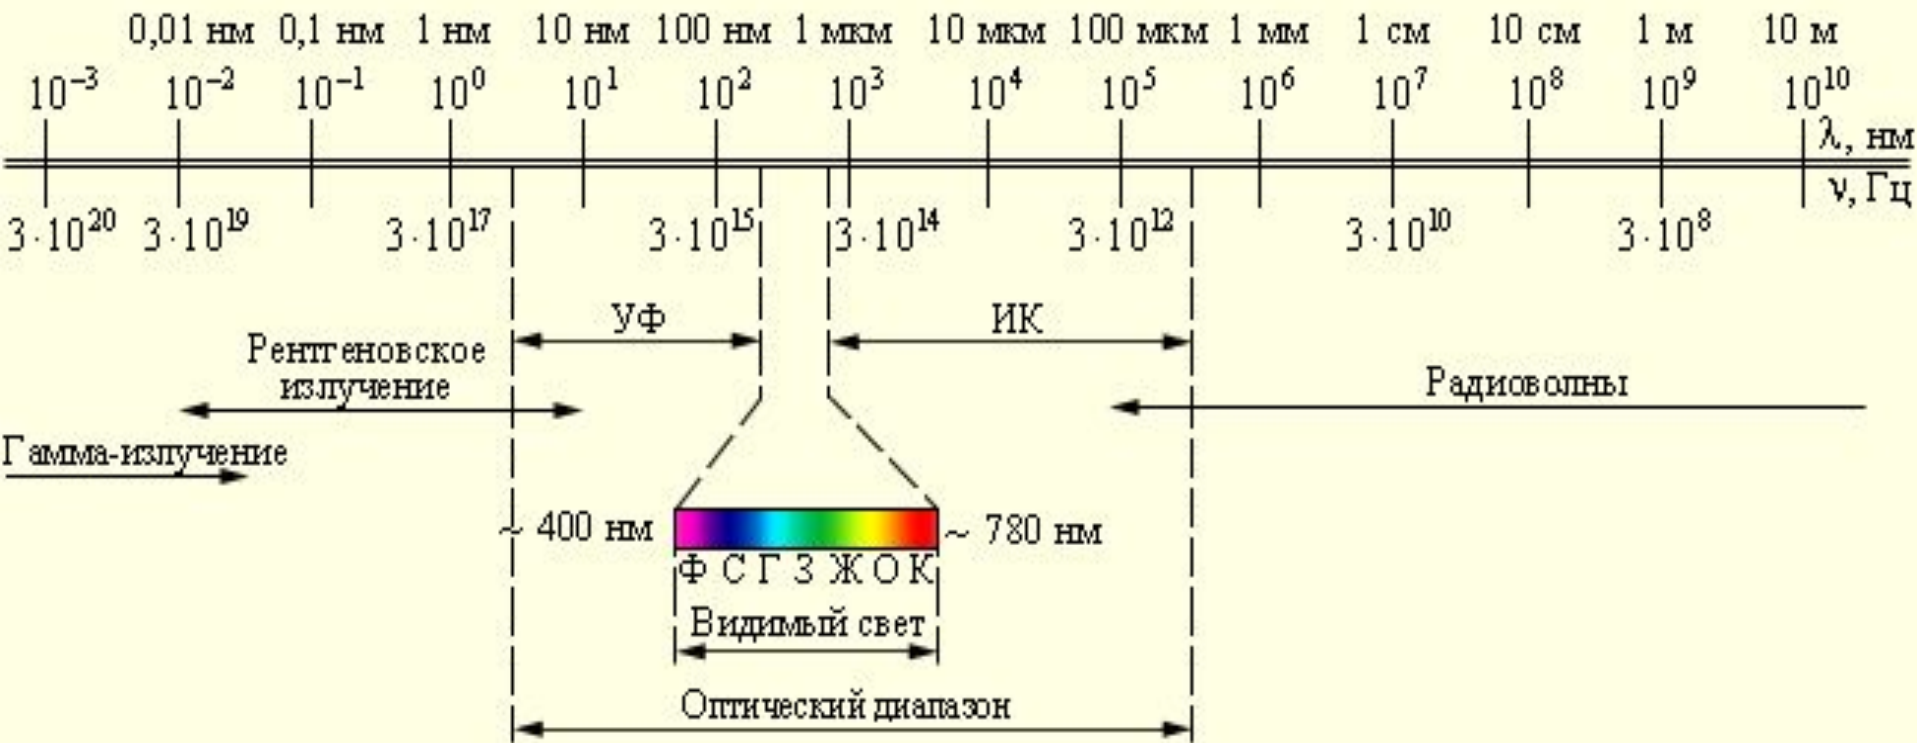 0,01 нм 0,1 нм 1 нм 10 нм 100 нм 1 мкм 10 мкм 100 мкм 1 мм 1 см 10 см 1 м 10 м
10⁻³ 10⁻² 10⁻¹ 10⁰ 10¹ 10² 10³ 10⁴ 10⁵ 10⁶ 10⁷ 10⁸ 10⁹ 10¹⁰
λ, нм
ν, Гц
3·10²⁰ 3·10¹⁹ 3·10¹⁷ 3·10¹⁵ 3·10¹⁴ 3·10¹² 3·10¹⁰ 3·10⁸
УФ ИК
Рентгеновское
излучение
Радиоволны
Гамма-излучение
~ 400 нм ~ 780 нм
Ф С Г З Ж О К
Видимый свет
Оптический диапазон